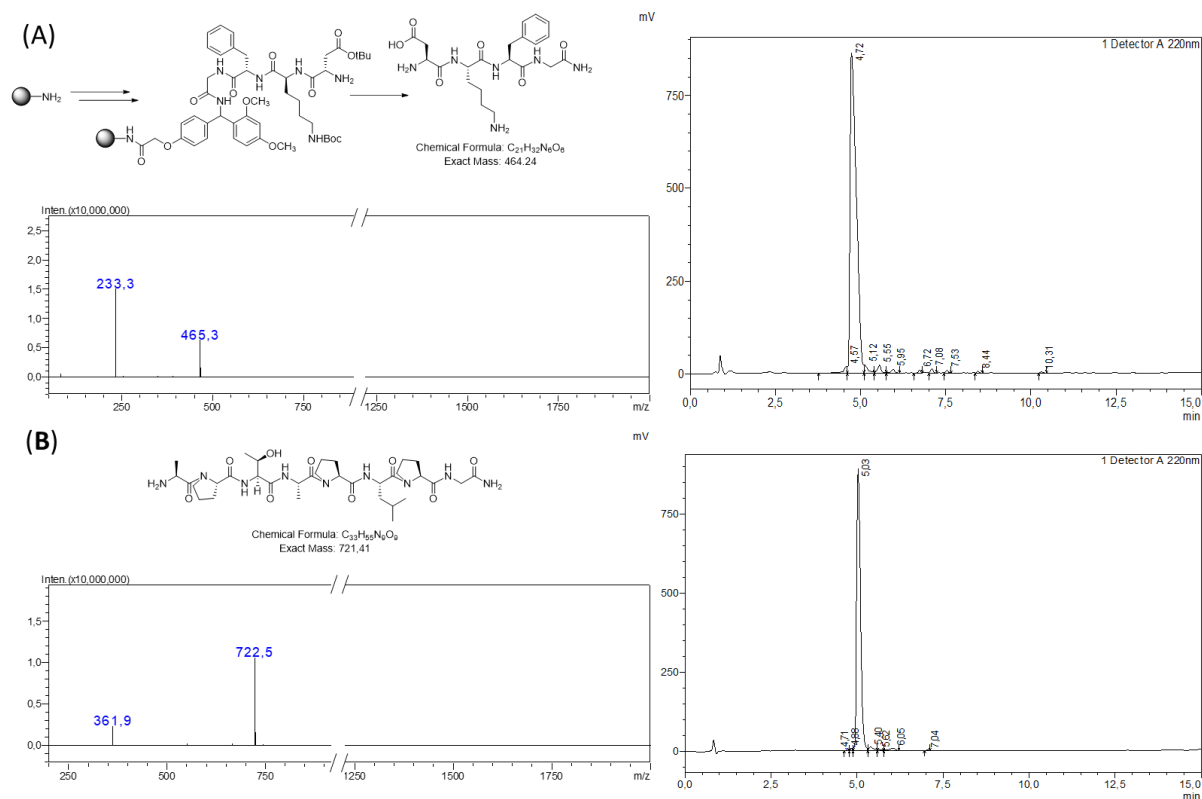 (A)
O
OtBu
O
H
N
N
H
O
H
N
O
NH₂
HN
O
NH₂
HN
OCH₃
H
N
O
O
OCH₃
NHBoc
O
HO
O
NH₂
H
N
O
N
H
O
H
N
O
NH₂
NH₂
Chemical Formula: C₂₁H₃₂N₆O₆
Exact Mass: 464.24
Inten.(x10,000,000)
2,5
2,0
1,5
1,0
0,5
0,0
233,3
465,3
250
500
750
1250
1500
1750
m/z
mV
1 Detector A 220nm
750
500
250
0
4,57
4,72
5,12
5,55
5,95
6,72
7,08
7,53
8,44
10,31
0,0
2,5
5,0
7,5
10,0
12,5
15,0
min
(B)
H₂N
O
N
O
N
H
OH
H
O
H
N
O
N
O
H
N
O
N
O
H
N
O
NH₂
Chemical Formula: C₃₃H₅₅N₉O₉
Exact Mass: 721,41
Inten.(x10,000,000)
1,5
1,0
0,5
0,0
361,9
722,5
250
500
750
1250
1500
1750
m/z
mV
1 Detector A 220nm
750
500
250
0
4,71
4,88
5,03
5,40
5,62
6,05
7,04
0,0
2,5
5,0
7,5
10,0
12,5
15,0
min